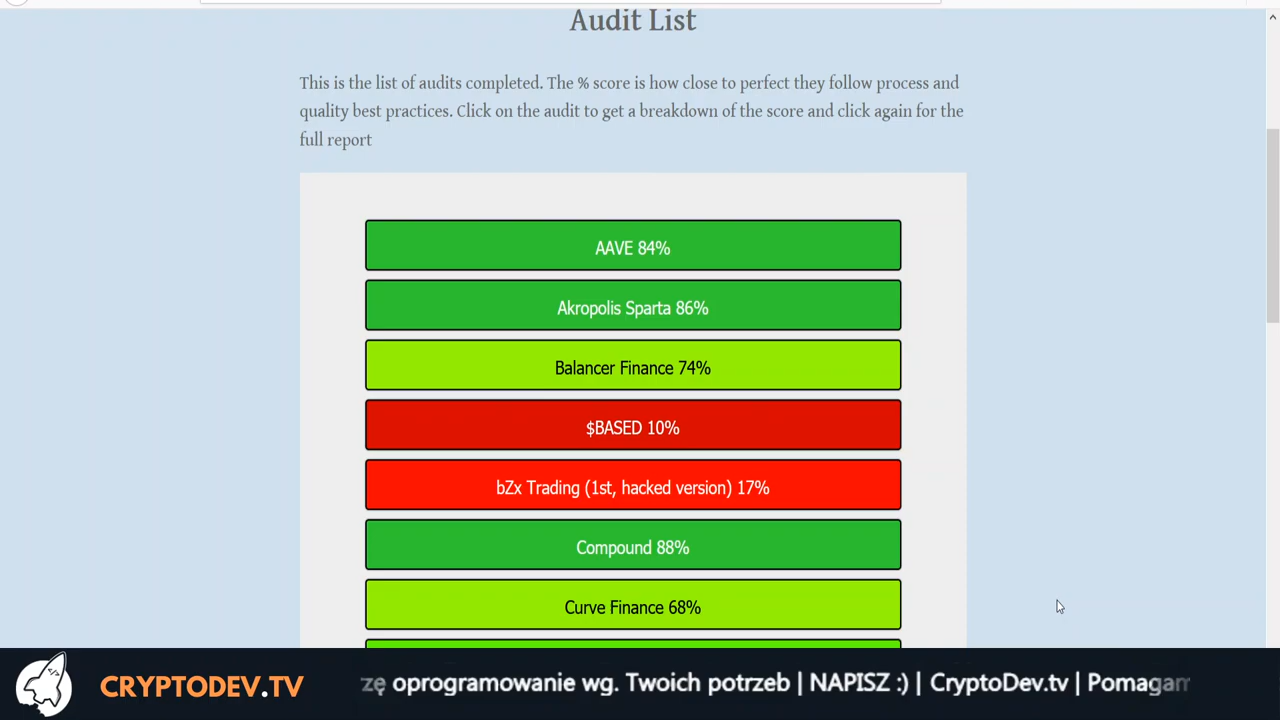 Audit List
This is the list of audits completed. The % score is how close to perfect they follow process and
quality best practices. Click on the audit to get a breakdown of the score and click again for the
full report
AAVE 84%
Akropolis Sparta 86%
Balancer Finance 74%
$BASED 10%
bZx Trading (1st, hacked version) 17%
Compound 88%
Curve Finance 68%
CRYPTODEV.TV
zę oprogramowanie wg. Twoich potrzeb | NAPISZ :) | CryptoDev.tv | Pomagam